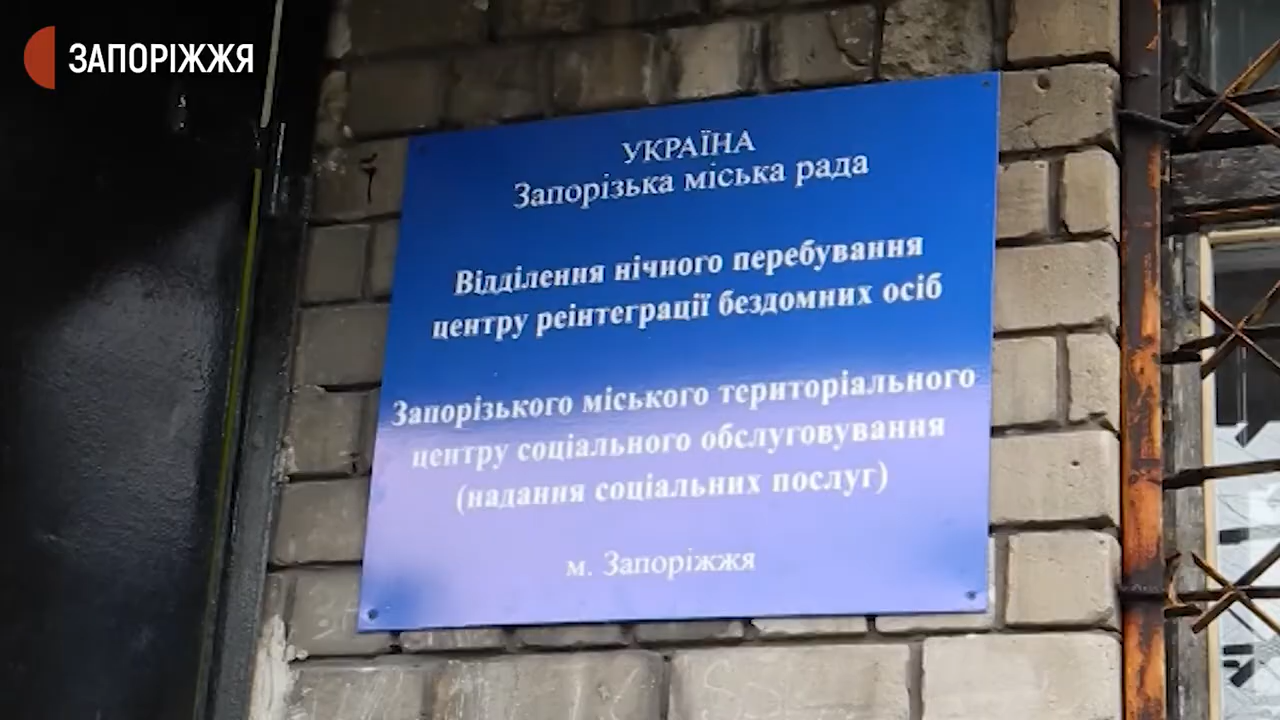 ЗАПОРІЖЖЯ
УКРАЇНА
Запорізька міська рада
Відділення нічного перебування
центру реінтеграції бездомних осіб
Запорізького міського територіального
центру соціального обслуговування
(надання соціальних послуг)
м. Запоріжжя